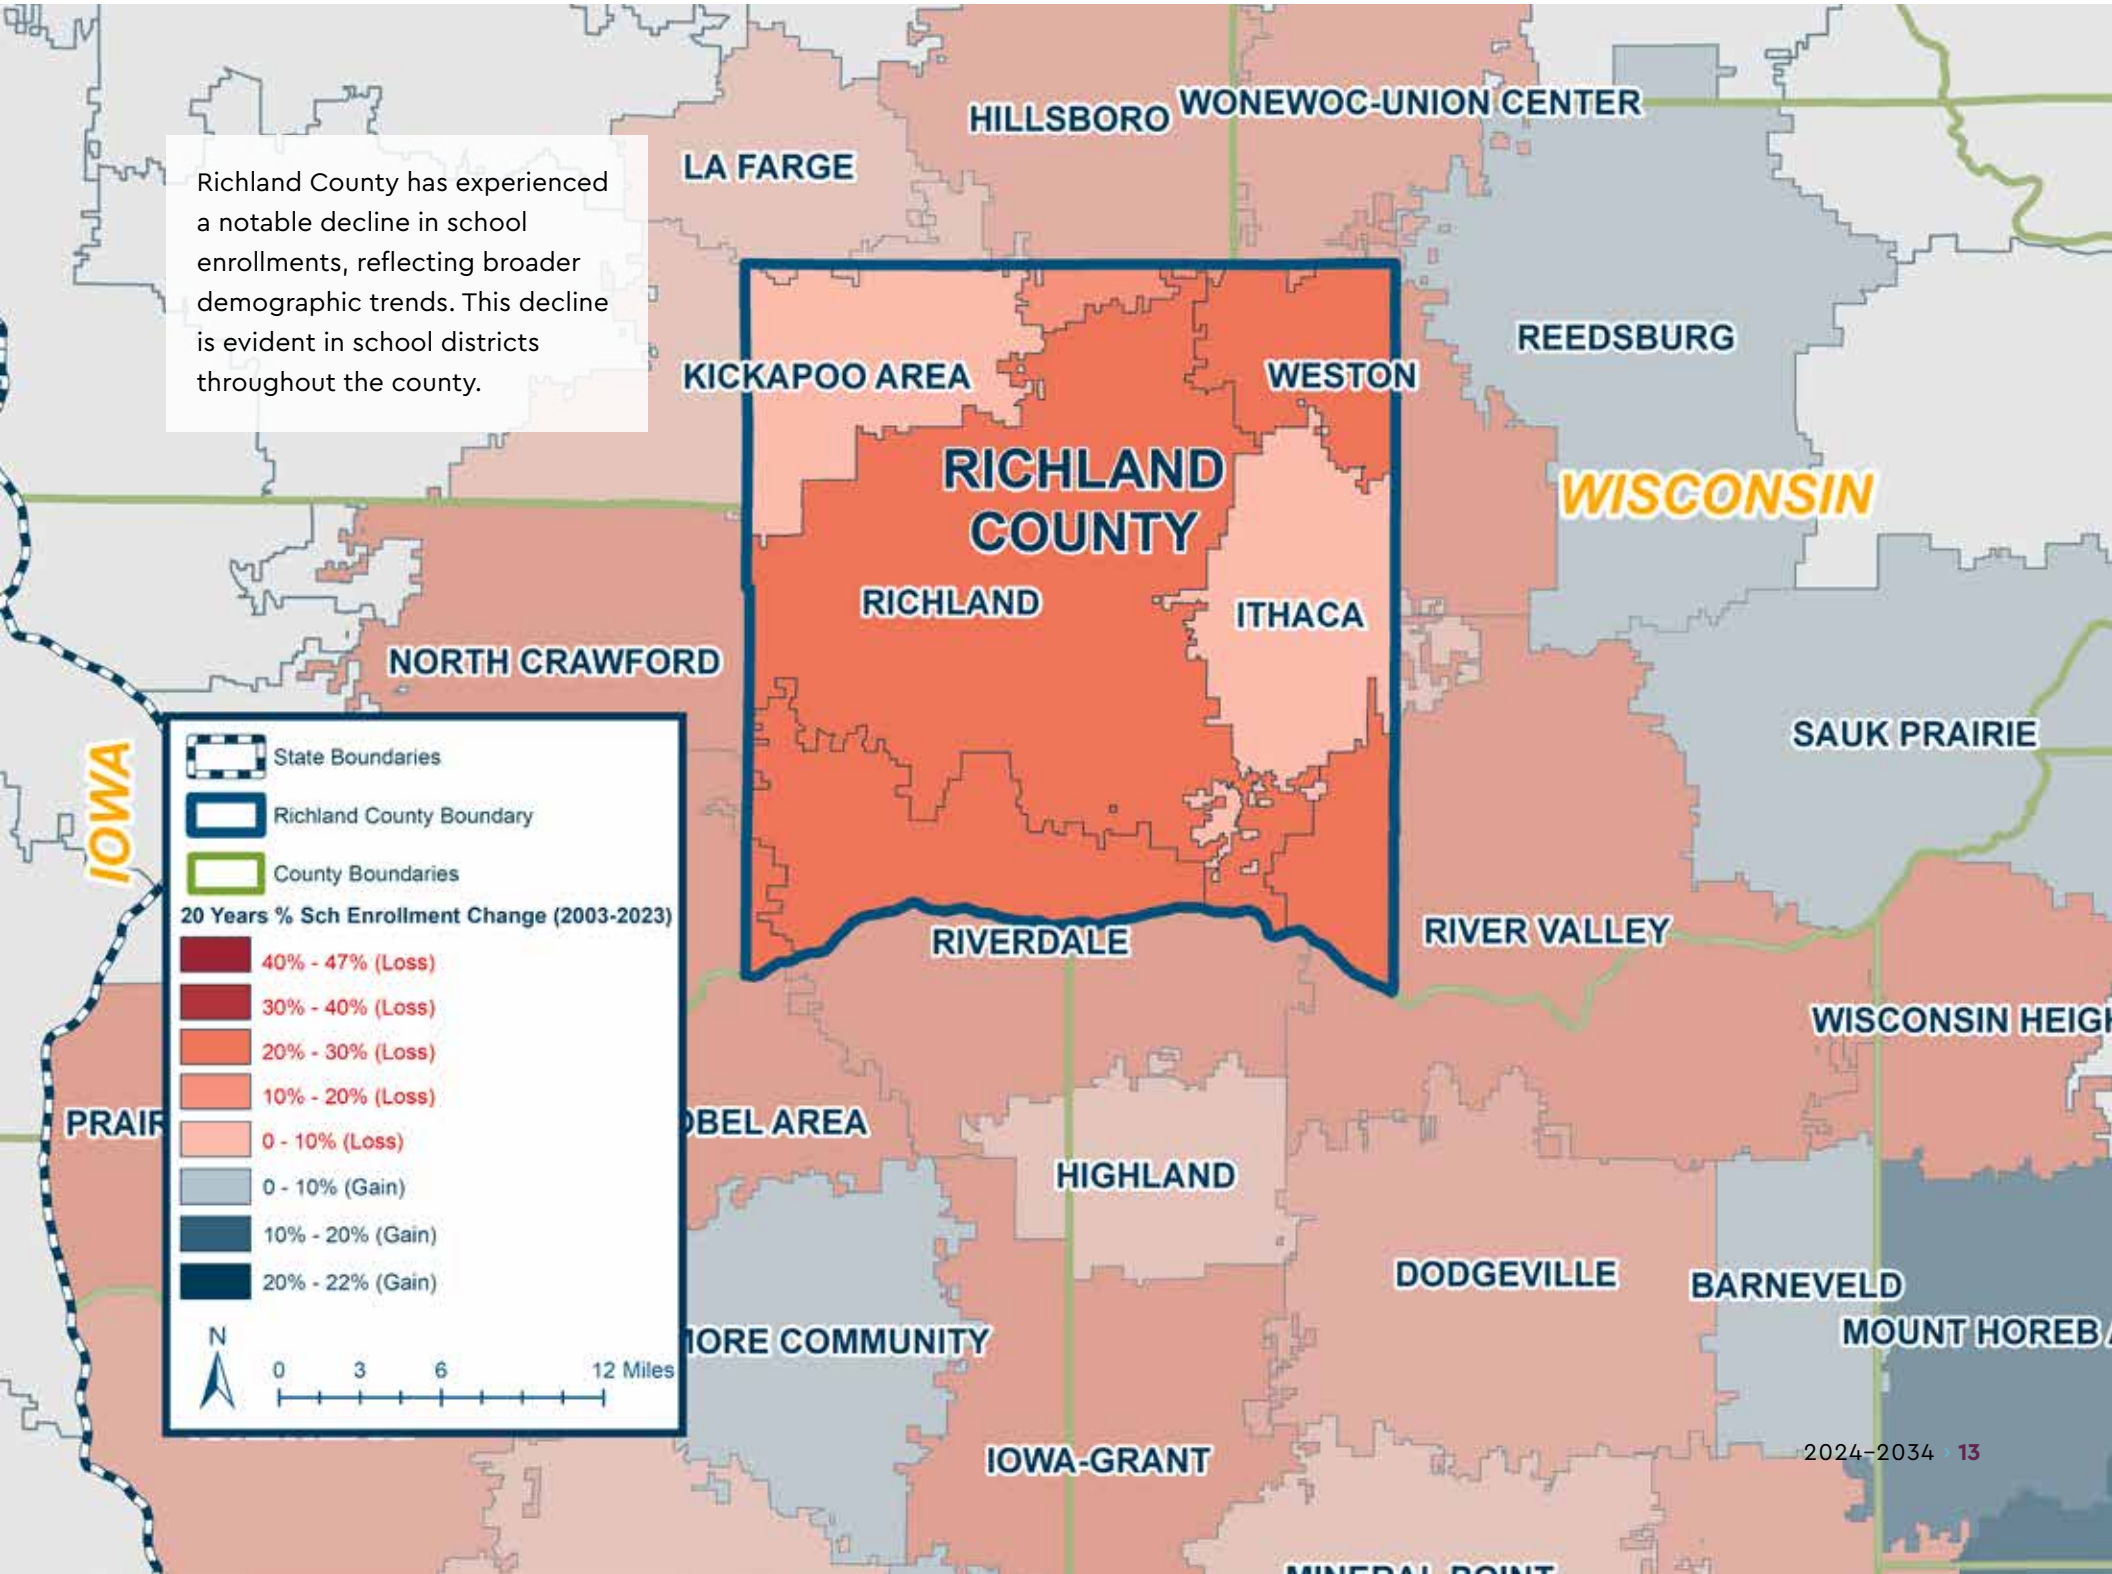 HILLSBORO
WONEWOC-UNION CENTER
LA FARGE
Richland County has experienced
a notable decline in school
enrollments, reflecting broader
demographic trends. This decline
is evident in school districts
throughout the county.
REEDSBURG
KICKAPOO AREA
WESTON
RICHLAND
COUNTY
WISCONSIN
RICHLAND
ITHACA
NORTH CRAWFORD
SAUK PRAIRIE
IOWA
State Boundaries
Richland County Boundary
County Boundaries
20 Years % Sch Enrollment Change (2003-2023)
40% - 47% (Loss)
30% - 40% (Loss)
20% - 30% (Loss)
10% - 20% (Loss)
0 - 10% (Loss)
0 - 10% (Gain)
10% - 20% (Gain)
20% - 22% (Gain)
N
0 3 6 12 Miles
RIVERDALE
RIVER VALLEY
WISCONSIN HEIGH
PRAIR
OBEL AREA
HIGHLAND
DODGEVILLE
BARNEVELD
MOUNT HOREB A
MORE COMMUNITY
IOWA-GRANT
2024–2034 13
MINERAL POINT